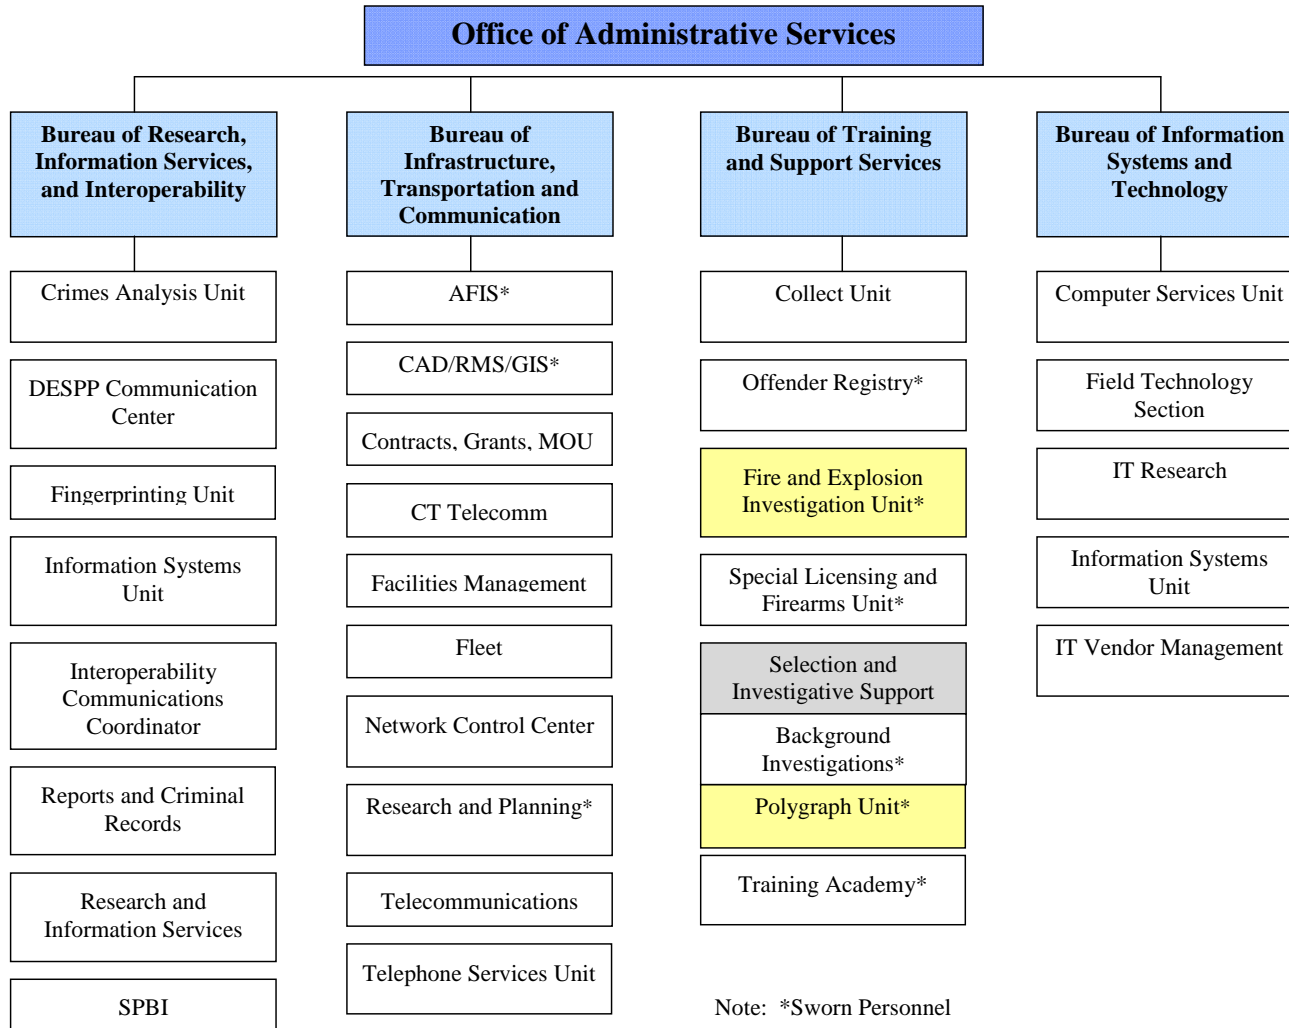 Office of Administrative Services
Bureau of Research,
Information Services,
and Interoperability
Crimes Analysis Unit
DESPP Communication
Center
Fingerprinting Unit
Information Systems
Unit
Interoperability
Communications
Coordinator
Reports and Criminal
Records
Research and
Information Services
SPBI
Bureau of
Infrastructure,
Transportation and
Communication
AFIS*
CAD/RMS/GIS*
Contracts, Grants, MOU
CT Telecomm
Facilities Management
Fleet
Network Control Center
Research and Planning*
Telecommunications
Telephone Services Unit
Bureau of Training
and Support Services
Collect Unit
Offender Registry*
Fire and Explosion
Investigation Unit*
Special Licensing and
Firearms Unit*
Selection and
Investigative Support
Background
Investigations*
Polygraph Unit*
Training Academy*
Note:  *Sworn Personnel
Bureau of Information
Systems and
Technology
Computer Services Unit
Field Technology
Section
IT Research
Information Systems
Unit
IT Vendor Management